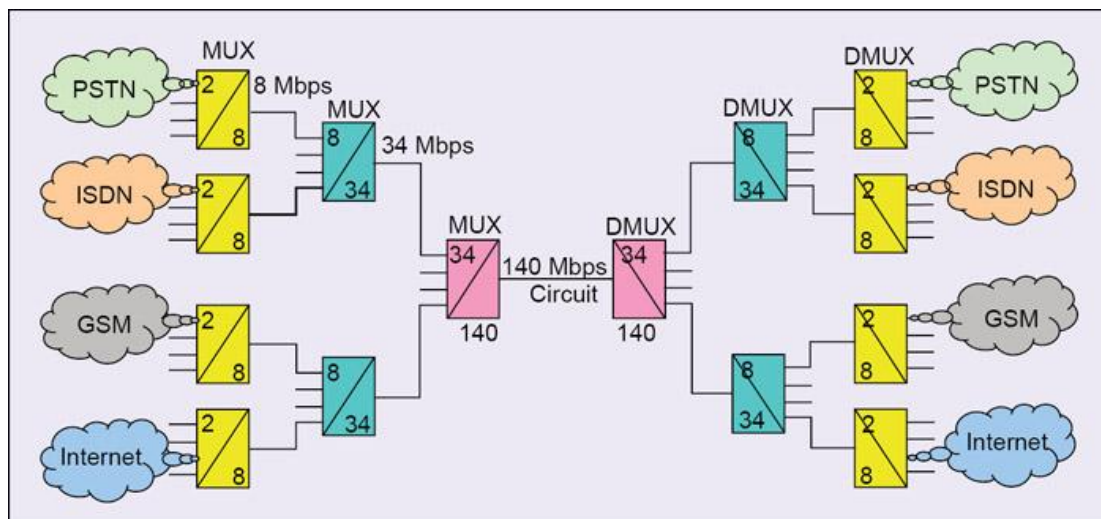 MUX
DMUX
PSTN
2
8 Mbps
8
MUX
8
34 Mbps
34
DMUX
8
34
2
8
PSTN
ISDN
2
8
2
8
ISDN
MUX
34
140
140 Mbps
Circuit
DMUX
34
140
GSM
2
8
8
34
8
34
2
8
GSM
Internet
2
8
2
8
Internet